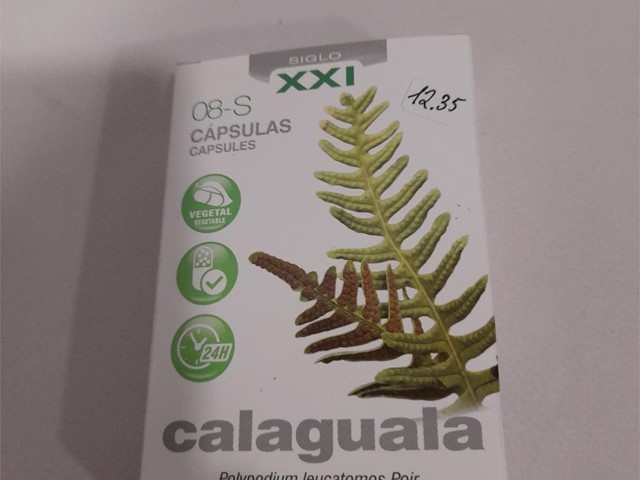 SIGLO
XXI
12.35
08-S
CÁPSULAS
CAPSULES
VEGETAL
VEGETABLE
24H
calaguala
Polypodium leucatomos Poir